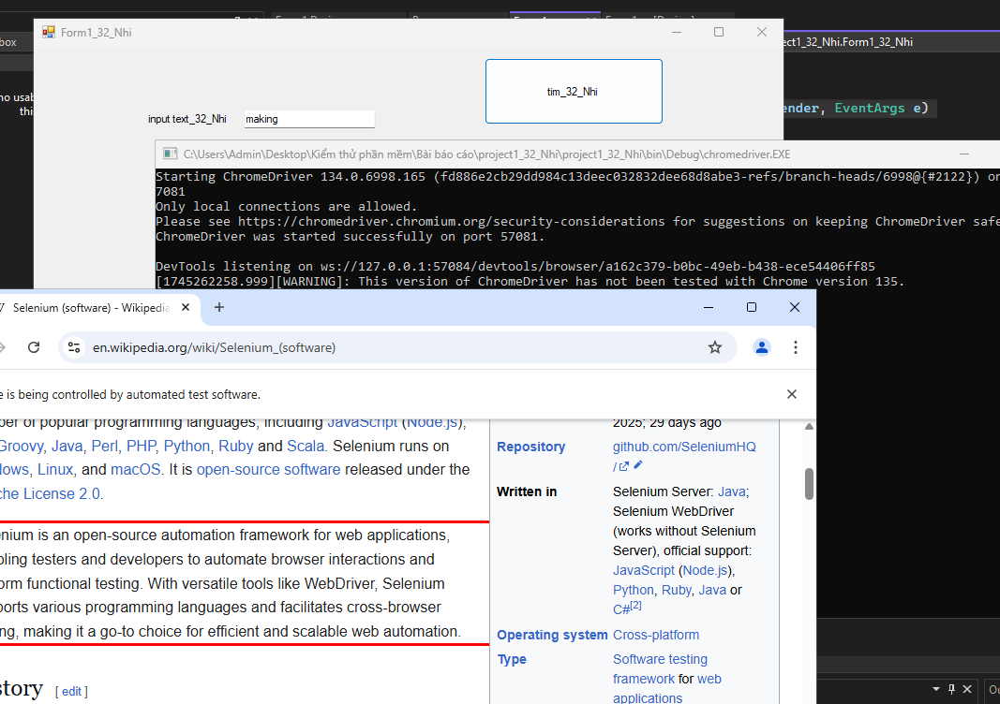 Form1_32_Nhi
box
ect1_32_Nhi.Form1_32_Nhi
no usab
this
ender, EventArgs e)
tim_32_Nhi
input text_32_Nhi
making
C:\Users\Admin\Desktop\Kiểm thử phần mềm\Bài báo cáo\project1_32_Nhi\project1_32_Nhi\bin\Debug\chromedriver.EXE
Starting ChromeDriver 134.0.6998.165 (fd886e2cb29dd984c13deec032832dee68d8abe3-refs/branch-heads/6998@{#2122}) on
7081
Only local connections are allowed.
Please see https://chromedriver.chromium.org/security-considerations for suggestions on keeping ChromeDriver safe
ChromeDriver was started successfully on port 57081.
DevTools listening on ws://127.0.0.1:57084/devtools/browser/a162c379-b0bc-49eb-b438-ece54406ff85
[1745262258.999][WARNING]: This version of ChromeDriver has not been tested with Chrome version 135.
Selenium (software) - Wikipedia
en.wikipedia.org/wiki/Selenium_(software)
e is being controlled by automated test software.
ber of popular programming languages, including JavaScript (Node.js),
Groovy, Java, Perl, PHP, Python, Ruby and Scala. Selenium runs on
dows, Linux, and macOS. It is open-source software released under the
che License 2.0.
enium is an open-source automation framework for web applications,
bling testers and developers to automate browser interactions and
orm functional testing. With versatile tools like WebDriver, Selenium
ports various programming languages and facilitates cross-browser
ng, making it a go-to choice for efficient and scalable web automation.
story [ edit ]
2025; 29 days ago
Repository github.com/SeleniumHQ
/
Written in Selenium Server: Java;
Selenium WebDriver
(works without Selenium
Server), official support:
JavaScript (Node.js),
Python, Ruby, Java or
C#[2]
Operating system Cross-platform
Type Software testing
framework for web
applications
Ou